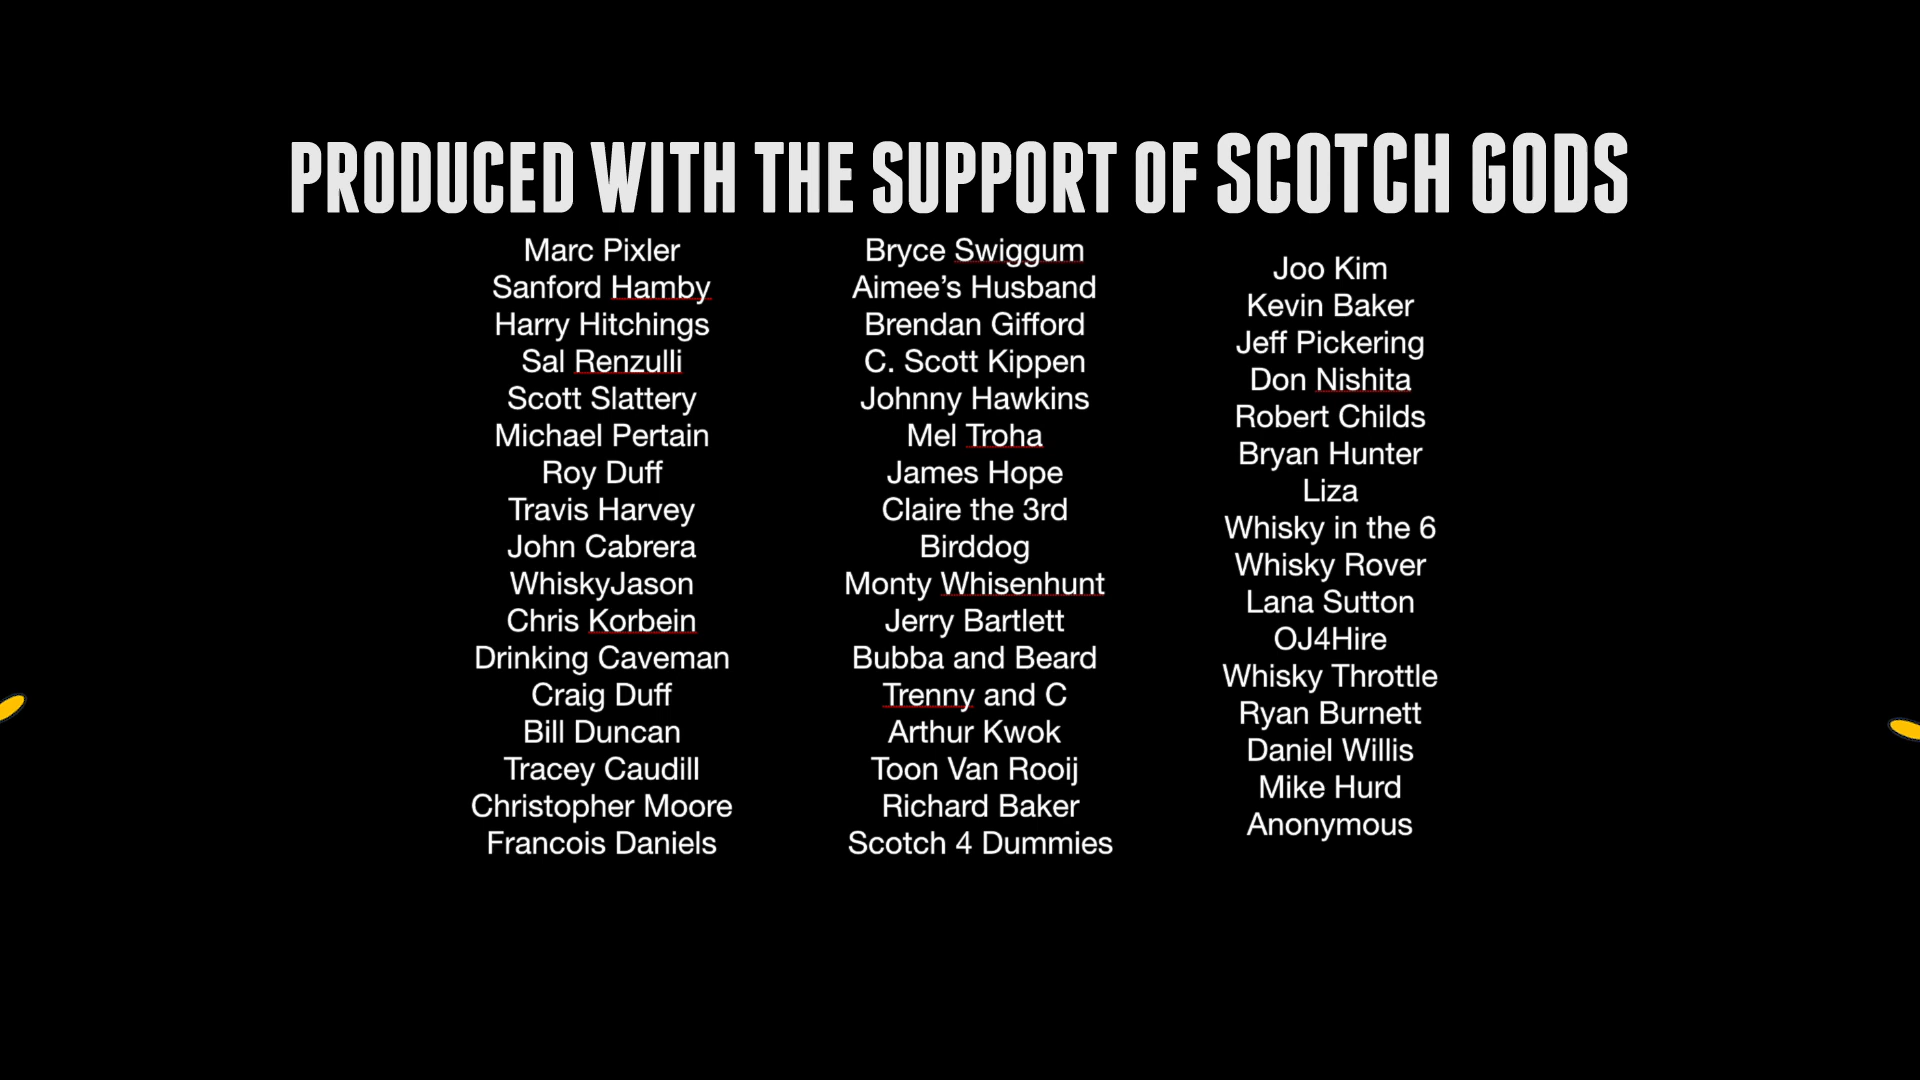 PRODUCED WITH THE SUPPORT OF SCOTCH GODS
Marc Pixler
Sanford Hamby
Harry Hitchings
Sal Renzulli
Scott Slattery
Michael Pertain
Roy Duff
Travis Harvey
John Cabrera
WhiskyJason
Chris Korbein
Drinking Caveman
Craig Duff
Bill Duncan
Tracey Caudill
Christopher Moore
Francois Daniels
Bryce Swiggum
Aimee’s Husband
Brendan Gifford
C. Scott Kippen
Johnny Hawkins
Mel Troha
James Hope
Claire the 3rd
Birddog
Monty Whisenhunt
Jerry Bartlett
Bubba and Beard
Trenny and C
Arthur Kwok
Toon Van Rooij
Richard Baker
Scotch 4 Dummies
Joo Kim
Kevin Baker
Jeff Pickering
Don Nishita
Robert Childs
Bryan Hunter
Liza
Whisky in the 6
Whisky Rover
Lana Sutton
OJ4Hire
Whisky Throttle
Ryan Burnett
Daniel Willis
Mike Hurd
Anonymous